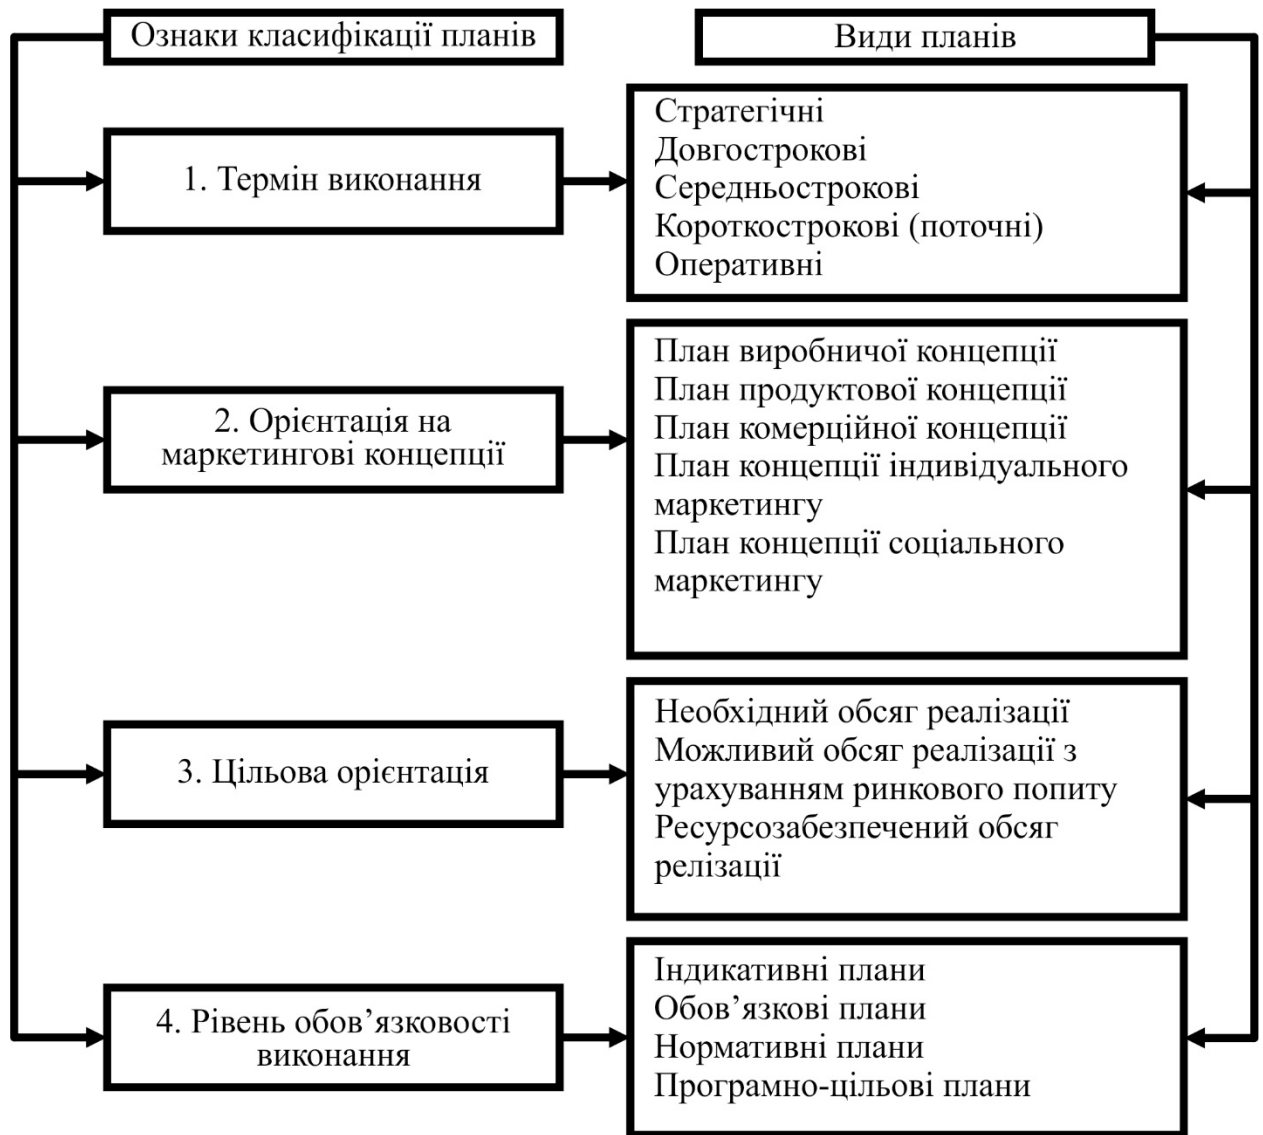 Ознаки класифікації планів
Види планів
1. Термін виконання
Стратегічні
Довгострокові
Середньострокові
Короткострокові (поточні)
Оперативні
2. Орієнтація на
маркетингові концепції
План виробничої концепції
План продуктової концепції
План комерційної концепції
План концепції індивідуального
маркетингу
План концепції соціального
маркетингу
3. Цільова орієнтація
Необхідний обсяг реалізації
Можливий обсяг реалізації з
урахуванням ринкового попиту
Ресурсозабезпечений обсяг
релізації
4. Рівень обов’язковості
виконання
Індикативні плани
Обов’язкові плани
Нормативні плани
Програмно-цільові плани